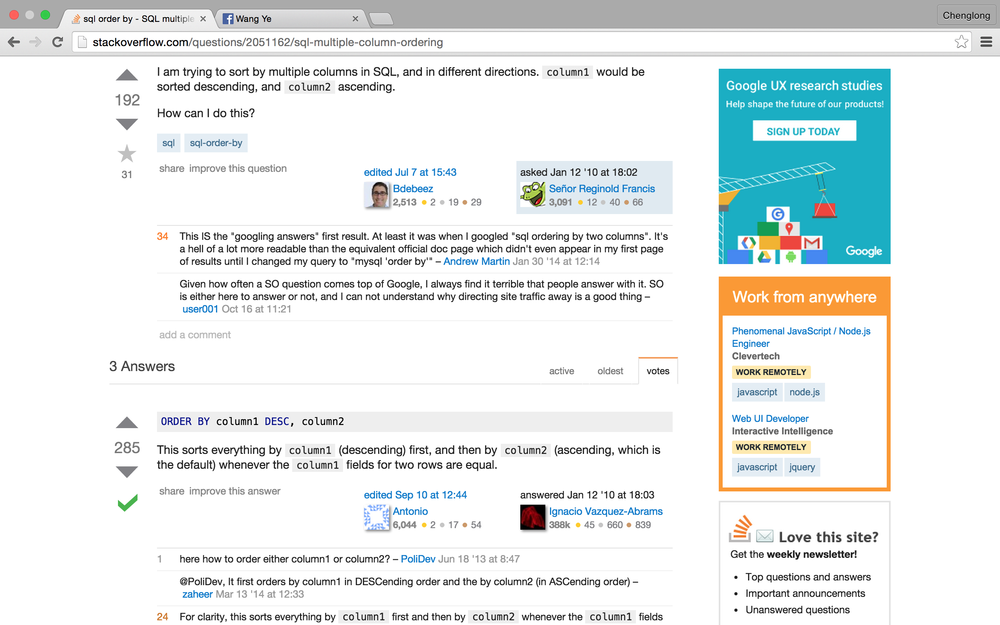 sql order by - SQL multiple
Wang Ye
Chenglong
stackoverflow.com/questions/2051162/sql-multiple-column-ordering
192
31
I am trying to sort by multiple columns in SQL, and in different directions. column1 would be
sorted descending, and column2 ascending.
How can I do this?
sql sql-order-by
share improve this question
edited Jul 7 at 15:43
Bdebeez
2,513 2 19 29
asked Jan 12 '10 at 18:02
Señor Reginold Francis
3,091 12 40 66
34 This IS the "googling answers" first result. At least it was when I googled "sql ordering by two columns". It's
a hell of a lot more readable than the equivalent official doc page which didn't even appear in my first page
of results until I changed my query to "mysql 'order by'" – Andrew Martin Jan 30 '14 at 12:14
Given how often a SO question comes top of Google, I always find it terrible that people answer with it. SO
is either here to answer or not, and I can not understand why directing site traffic away is a good thing –
user001 Oct 16 at 11:21
add a comment
3 Answers
active oldest votes
285
ORDER BY column1 DESC, column2
This sorts everything by column1 (descending) first, and then by column2 (ascending, which is
the default) whenever the column1 fields for two rows are equal.
share improve this answer
edited Sep 10 at 12:44
Antonio
6,044 2 17 54
answered Jan 12 '10 at 18:03
Ignacio Vazquez-Abrams
388k 45 660 839
1 here how to order either column1 or column2? – PoliDev Jun 18 '13 at 8:47
@PoliDev, It first orders by column1 in DESCending order and the by column2 (in ASCending order) –
zaheer Mar 13 '14 at 12:33
24 For clarity, this sorts everything by column1 first and then by column2 whenever the column1 fields
Google UX research studies
Help shape the future of our products!
SIGN UP TODAY
G
Google
Work from anywhere
Phenomenal JavaScript / Node.js
Engineer
Clevertech
WORK REMOTELY
javascript node.js
Web UI Developer
Interactive Intelligence
WORK REMOTELY
javascript jquery
Love this site?
Get the weekly newsletter!
• Top questions and answers
• Important announcements
• Unanswered questions